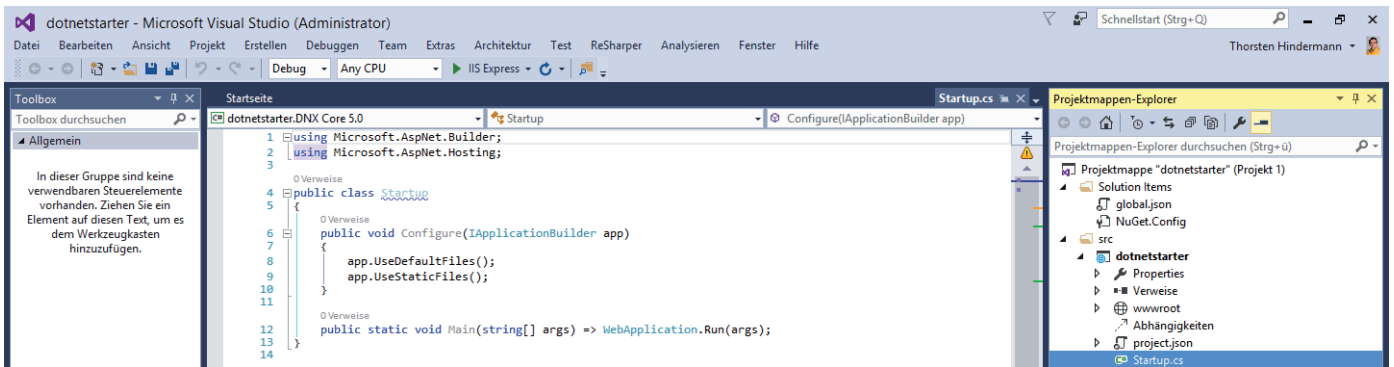 dotnetstarter - Microsoft Visual Studio (Administrator)
Schnellstart (Strg+Q)
Datei Bearbeiten Ansicht Projekt Erstellen Debuggen Team Extras Architektur Test ReSharper Analysieren Fenster Hilfe
Thorsten Hindermann
Debug Any CPU IIS Express
Toolbox
Toolbox durchsuchen
Allgemein
In dieser Gruppe sind keine
verwendbaren Steuerelemente
vorhanden. Ziehen Sie ein
Element auf diesen Text, um es
dem Werkzeugkasten
hinzuzufügen.
Startseite
Startup.cs
dotnetstarter.DNX Core 5.0
Startup
Configure(IApplicationBuilder app)
1 using Microsoft.AspNet.Builder;
2 using Microsoft.AspNet.Hosting;
3
0 Verweise
4 public class Startup
5 {
0 Verweise
6 public void Configure(IApplicationBuilder app)
7 {
8 app.UseDefaultFiles();
9 app.UseStaticFiles();
10 }
11
0 Verweise
12 public static void Main(string[] args) => WebApplication.Run(args);
13 }
14
Projektmappen-Explorer
Projektmappen-Explorer durchsuchen (Strg+ü)
Projektmappe "dotnetstarter" (Projekt 1)
Solution Items
global.json
NuGet.Config
src
dotnetstarter
Properties
Verweise
wwwroot
Abhängigkeiten
project.json
Startup.cs